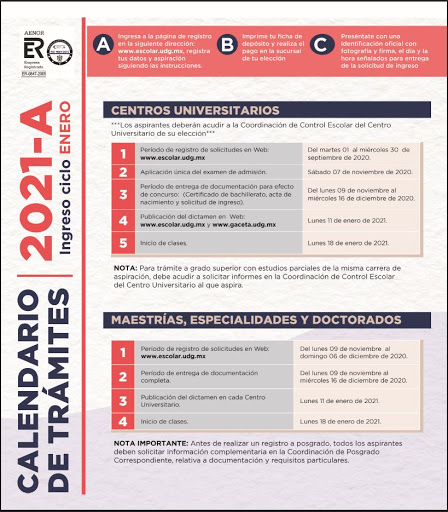 AENOR
ER
Empresa
Registrada
ER-0647-2005
CALENDARIO
DE TRÁMITES
2021-A
Ingreso ciclo ENERO
A
Ingresa a la página de registro
en la siguiente dirección:
www.escolar.udg.mx, registra
tus datos y aspiración
siguiendo las instrucciones.
B
Imprime tu ficha de
depósito y realiza el
pago en la sucursal
de tu elección
C
Preséntate con una
identificación oficial con
fotografía y firma, el día y la
hora señalados para entrega
de la solicitud de ingreso
CENTROS UNIVERSITARIOS
***Los aspirantes deberán acudir a la Coordinación de Control Escolar del Centro
Universitario de su elección***
1
Periodo de registro de solicitudes en Web:
www.escolar.udg.mx
Del martes 01 al miércoles 30 de
septiembre de 2020.
2
Aplicación única del examen de admisión.
Sábado 07 de noviembre de 2020.
3
Periodo de entrega de documentación para efecto
de concurso: (Certificado de bachillerato, acta de
nacimiento y solicitud de ingreso).
Del lunes 09 de noviembre al
miércoles 16 de diciembre de 2020.
4
Publicación del dictamen en Web:
www.escolar.udg.mx y www.gaceta.udg.mx
Lunes 11 de enero de 2021.
5
Inicio de clases.
Lunes 18 de enero de 2021.
NOTA: Para trámite a grado superior con estudios parciales de la misma carrera de
aspiración, debe acudir a solicitar informes en la Coordinación de Control Escolar
del Centro Universitario al que aspira.
MAESTRÍAS, ESPECIALIDADES Y DOCTORADOS
1
Periodo de registro de solicitudes en Web:
www.escolar.udg.mx
Del lunes 09 de noviembre al
domingo 06 de diciembre de 2020.
2
Periodo de entrega de documentación
completa.
Del lunes 09 de noviembre al
miércoles 16 de diciembre de 2020.
3
Publicación del dictamen en cada Centro
Universitario.
Lunes 11 de enero de 2021.
4
Inicio de clases.
Lunes 18 de enero de 2021.
NOTA IMPORTANTE: Antes de realizar un registro a posgrado, todos los aspirantes
deben solicitar información complementaria en la Coordinación de Posgrado
Correspondiente, relativa a documentación y requisitos particulares.